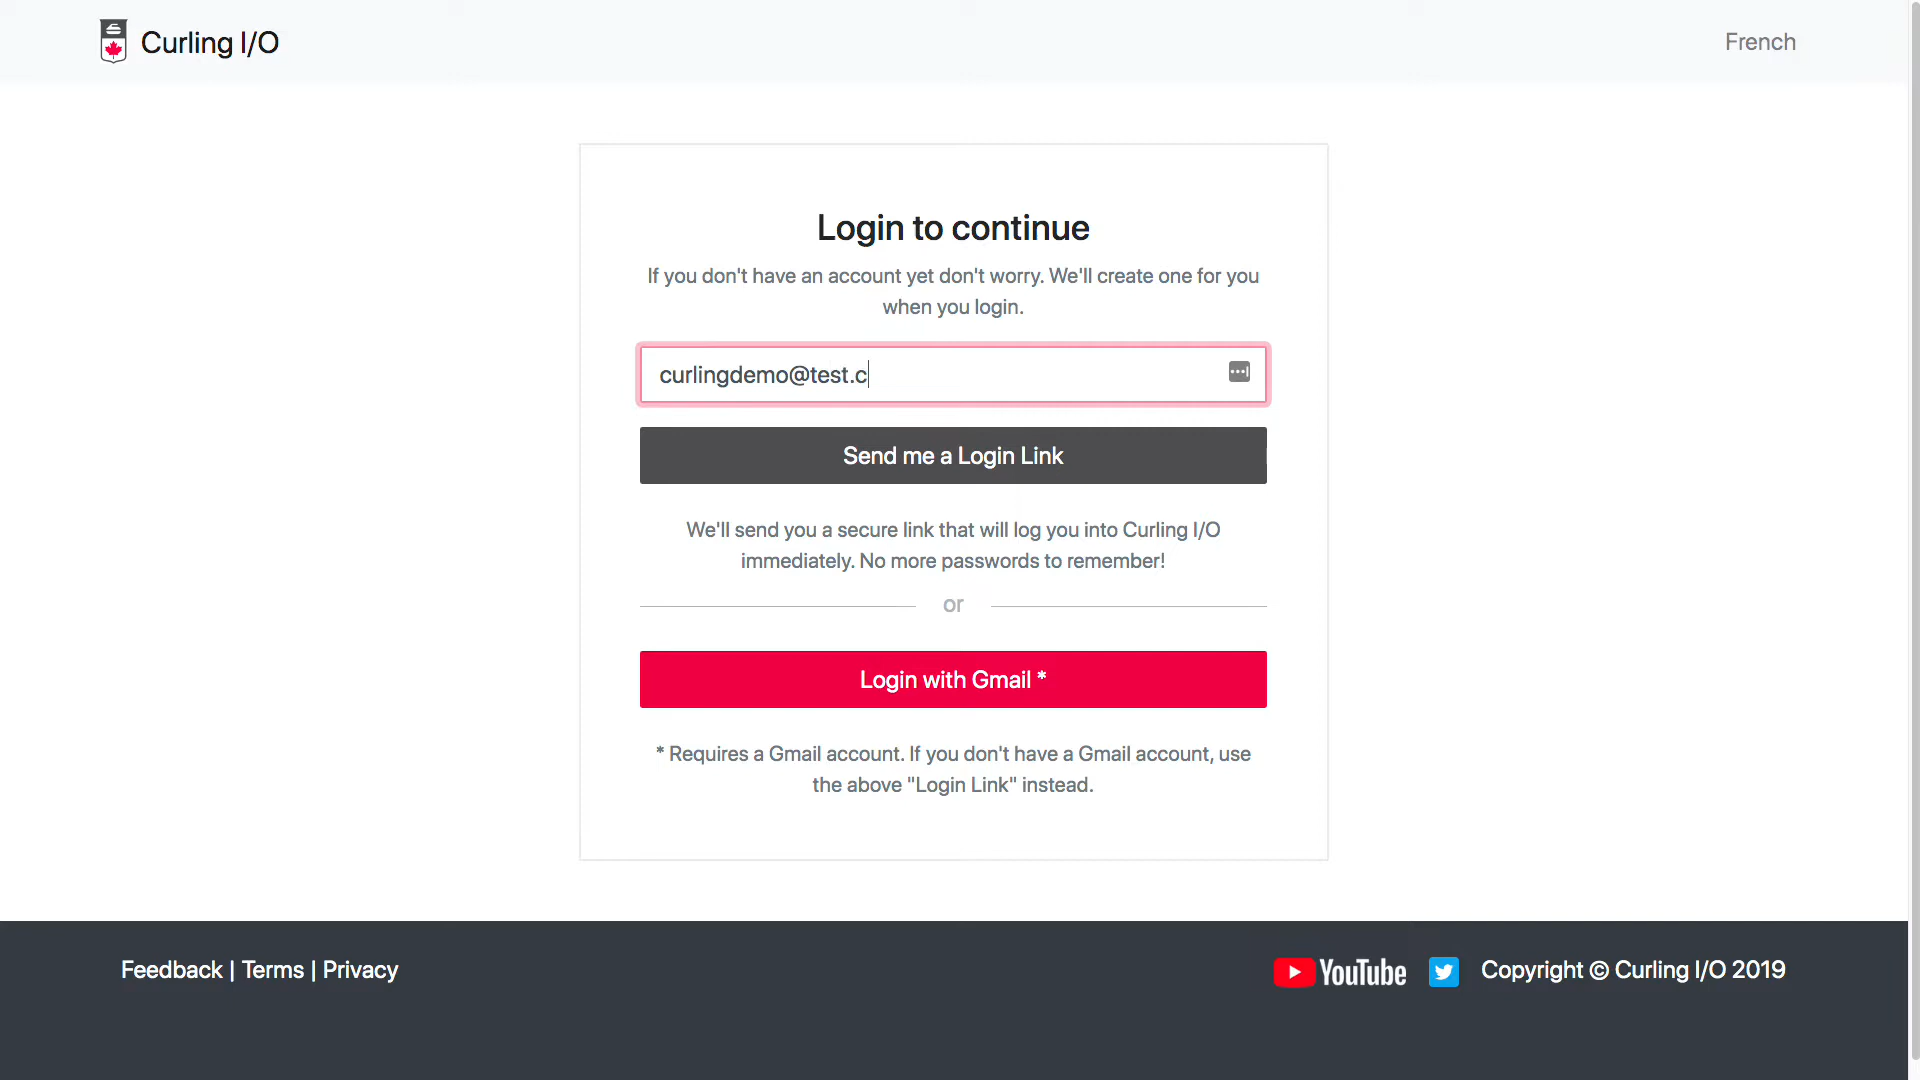 Curling I/O
French
Login to continue
If you don't have an account yet don't worry. We'll create one for you
when you login.
curlingdemo@test.c
Send me a Login Link
We'll send you a secure link that will log you into Curling I/O
immediately. No more passwords to remember!
or
Login with Gmail *
* Requires a Gmail account. If you don't have a Gmail account, use
the above "Login Link" instead.
Feedback | Terms | Privacy
YouTube
Copyright © Curling I/O 2019